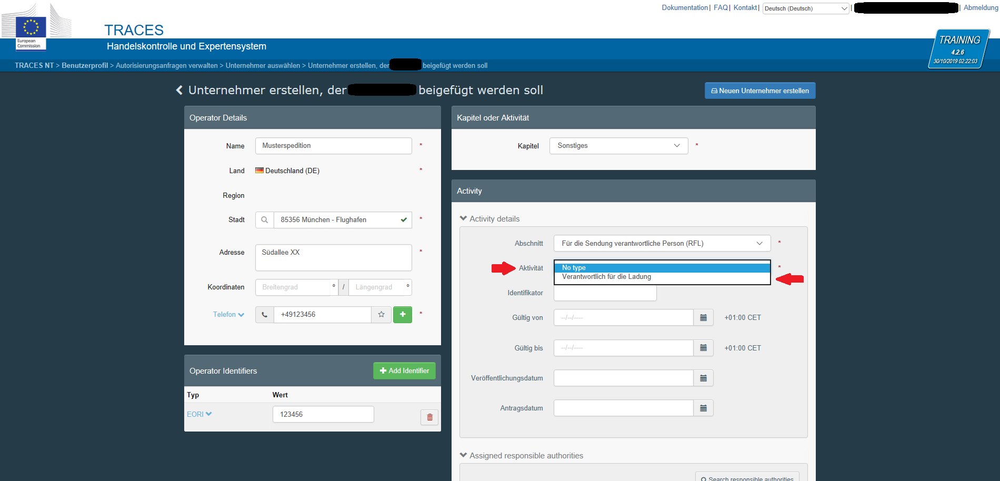 Dokumentation| FAQ| Kontakt| Deutsch (Deutsch) | | Abmeldung
European
Commission
TRACES
Handelskontrolle und Expertensystem
TRAINING
4.2.6
30/10/2019 02:22:03
TRACES NT > Benutzerprofil > Autorisierungsanfragen verwalten > Unternehmer auswählen > Unternehmer erstellen, der beigefügt werden soll
Unternehmer erstellen, der beigefügt werden soll
Neuen Unternehmer erstellen
Operator Details
Name Musterspedition *
Land Deutschland (DE) *
Region
Stadt 85356 München - Flughafen *
Adresse Südallee XX *
Koordinaten Breitengrad º / Längengrad º
Telefon +49123456 + *
Operator Identifiers
+ Add Identifier
Typ Wert
EORI 123456
Kapitel oder Aktivität
Kapitel Sonstiges *
Activity
Activity details
Abschnitt Für die Sendung verantwortliche Person (RFL) *
Aktivität No type *
Verantwortlich für die Ladung
Identifikator
Gültig von --/--/---- +01:00 CET
Gültig bis --/--/---- +01:00 CET
Veröffentlichungsdatum
Antragsdatum
Assigned responsible authorities
Search responsible authorities